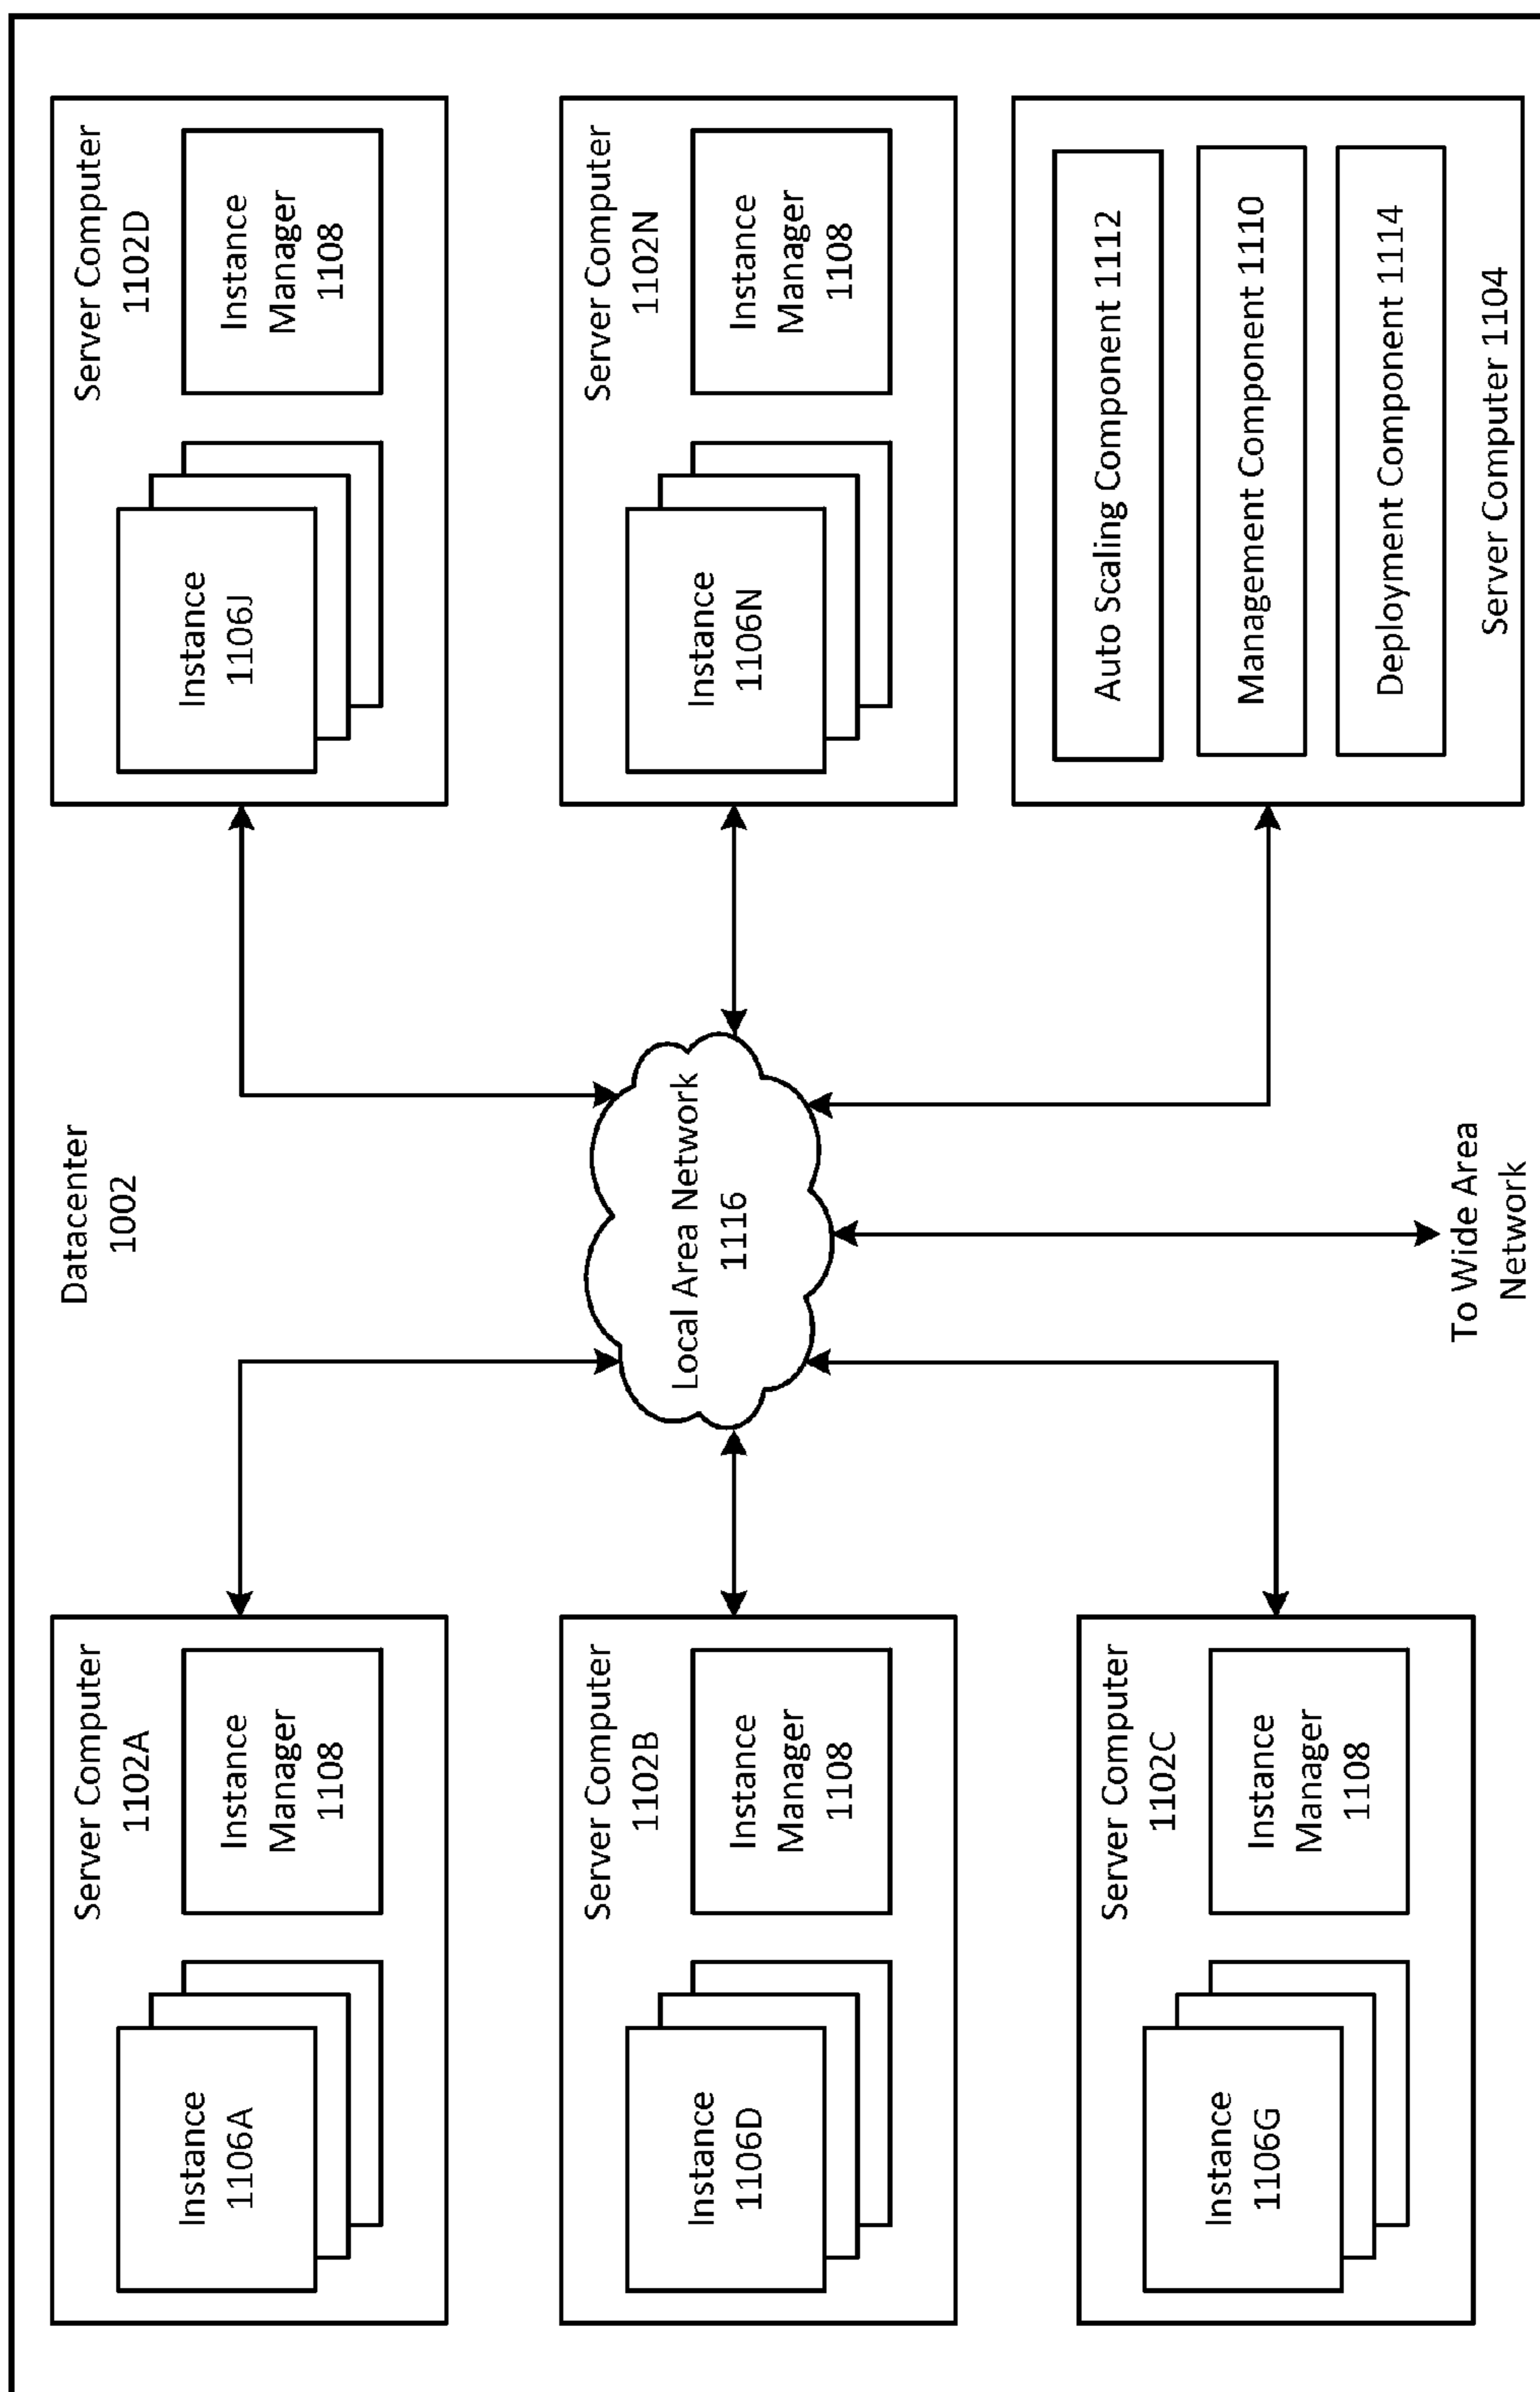 Datacenter
1002
Server Computer
1102A
Instance
1106A
Instance
Manager
1108
Server Computer
1102D
Instance
1106J
Instance
Manager
1108
Server Computer
1102B
Instance
1106D
Instance
Manager
1108
Local Area Network
1116
Server Computer
1102N
Instance
1106N
Instance
Manager
1108
Server Computer
1102C
Instance
1106G
Instance
Manager
1108
To Wide Area
Network
Auto Scaling Component 1112
Management Component 1110
Deployment Component 1114
Server Computer 1104